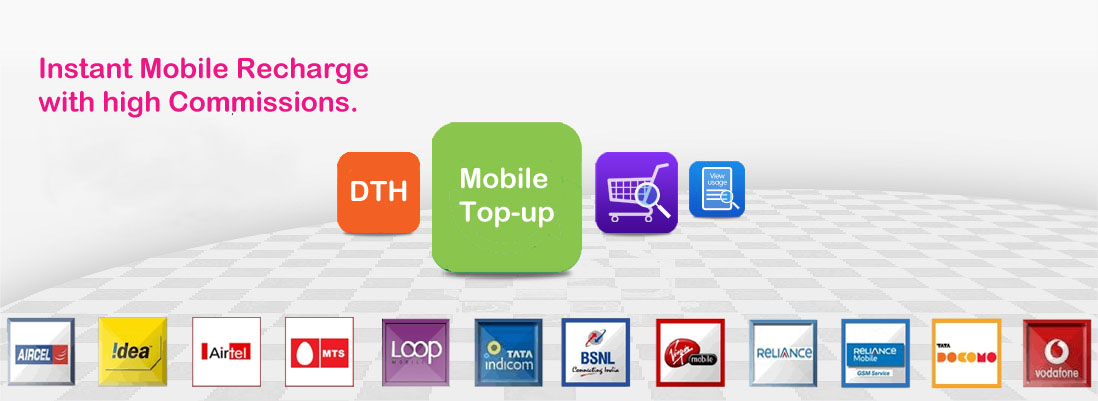 Instant Mobile Recharge
with high Commissions.
DTH
Mobile
Top-up
View
usage
AIRCEL
!dea
Airtel
MTS
LOOP
MOBILE
TATA
indicom
BSNL
Connecting India
Virgin
mobile
RELIANCE
RELIANCE
Mobile
GSM Service
TATA
DOCOMO
vodafone